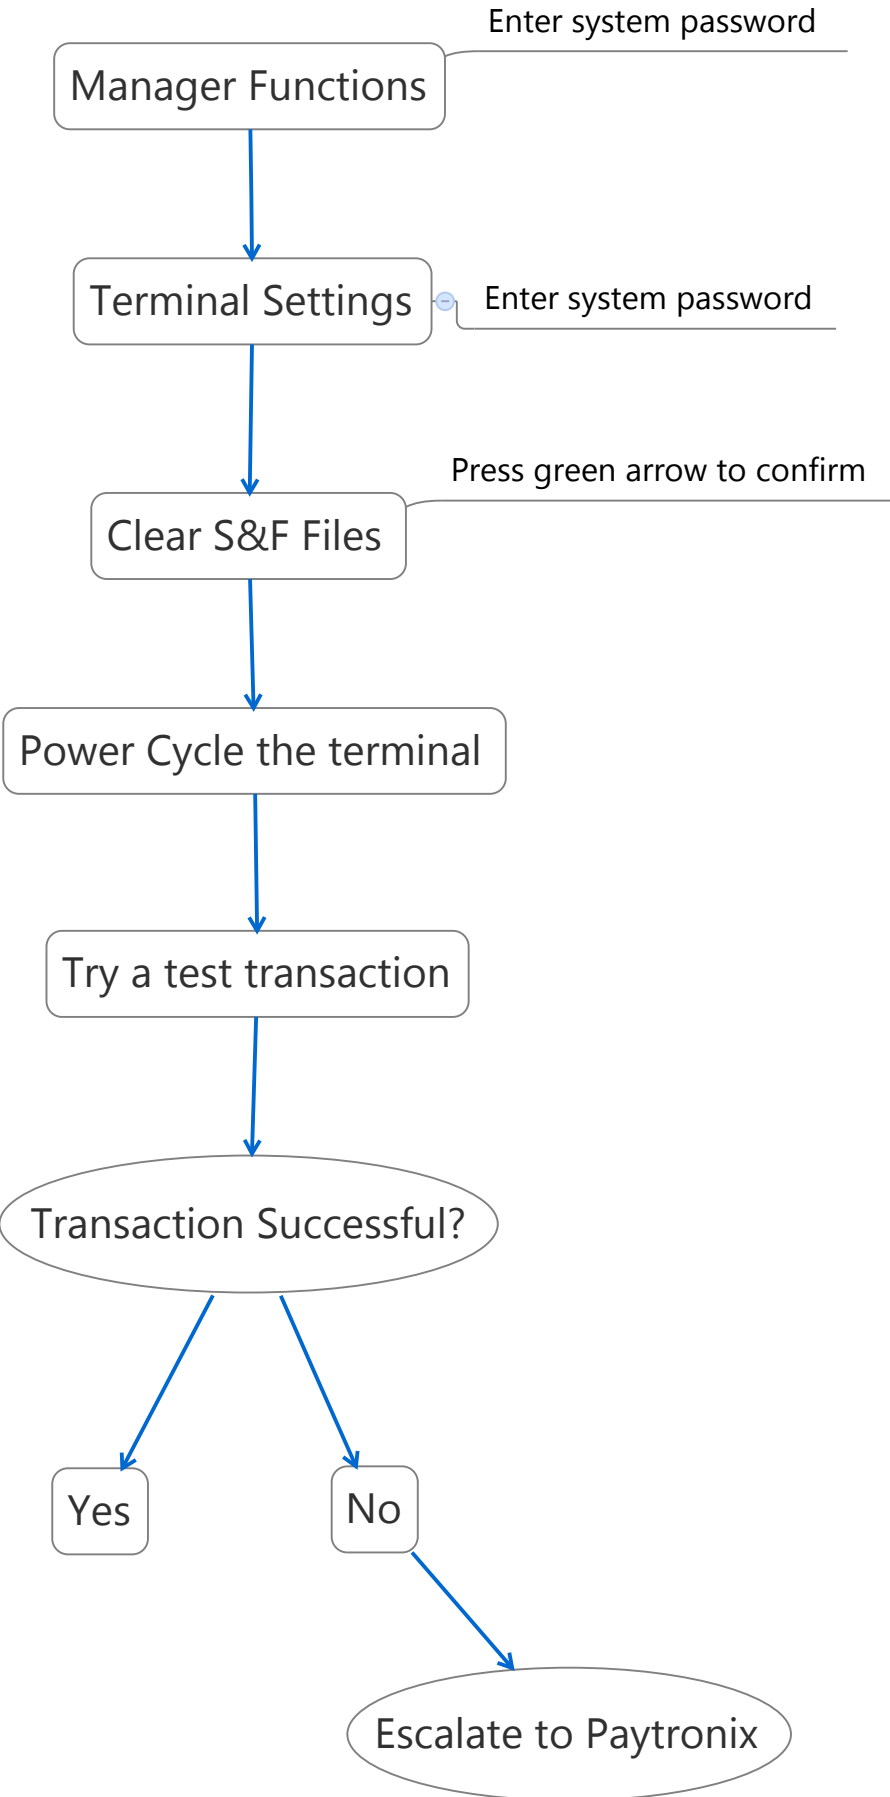 Enter system password
Manager Functions
Terminal Settings
Enter system password
Press green arrow to confirm
Clear S&F Files
Power Cycle the terminal
Try a test transaction
Transaction Successful?
Yes
No
Escalate to Paytronix